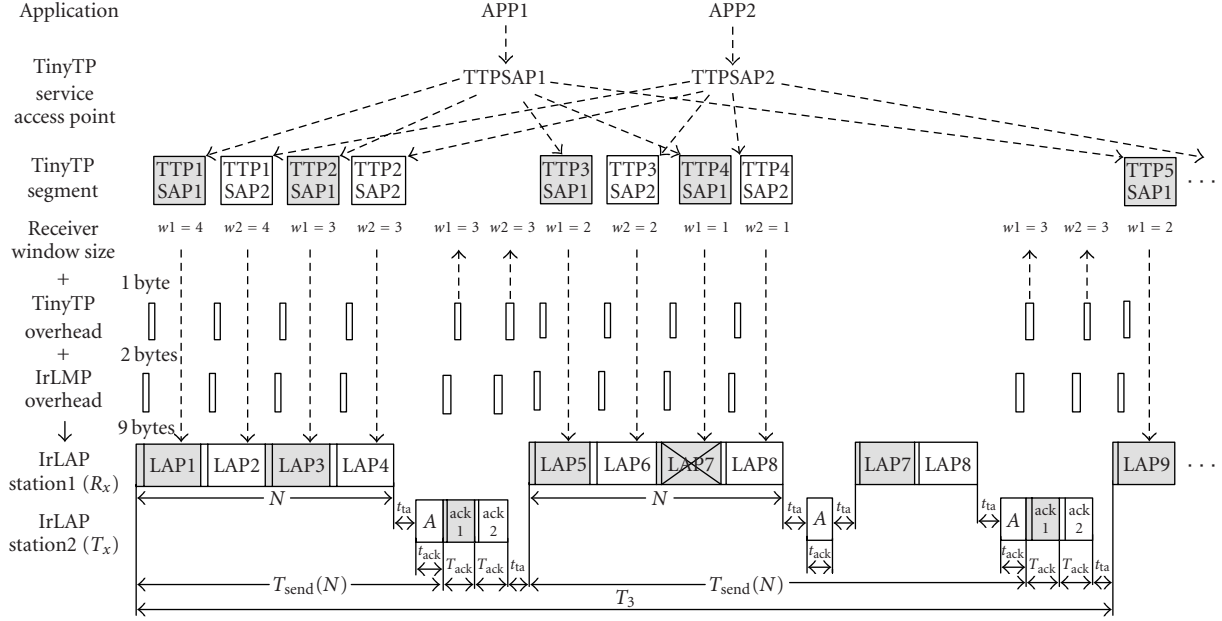 Application APP1 APP2
TinyTP
service
access point
TTPSAP1 TTPSAP2
TinyTP
segment
TTP1
SAP1
TTP1
SAP2
TTP2
SAP1
TTP2
SAP2
TTP3
SAP1
TTP3
SAP2
TTP4
SAP1
TTP4
SAP2
TTP5
SAP1
. . .
Receiver
window size
w1 = 4 w2 = 4 w1 = 3 w2 = 3 w1 = 3 w2 = 3 w1 = 2 w2 = 2 w1 = 1 w2 = 1 w1 = 3 w2 = 3 w1 = 2
+
1 byte
TinyTP
overhead
+
2 bytes
IrLMP
overhead
9 bytes
IrLAP
station1 (Rx)
LAP1 LAP2 LAP3 LAP4 LAP5 LAP6 LAP7 LAP8 LAP7 LAP8 LAP9 . . .
N N
IrLAP
station2 (Tx)
tta A ack
1
ack
2
tta A tta tta A ack
1
ack
2
tack Tack Tack tta tack tack Tack Tack tta
Tsend(N) Tsend(N)
T3